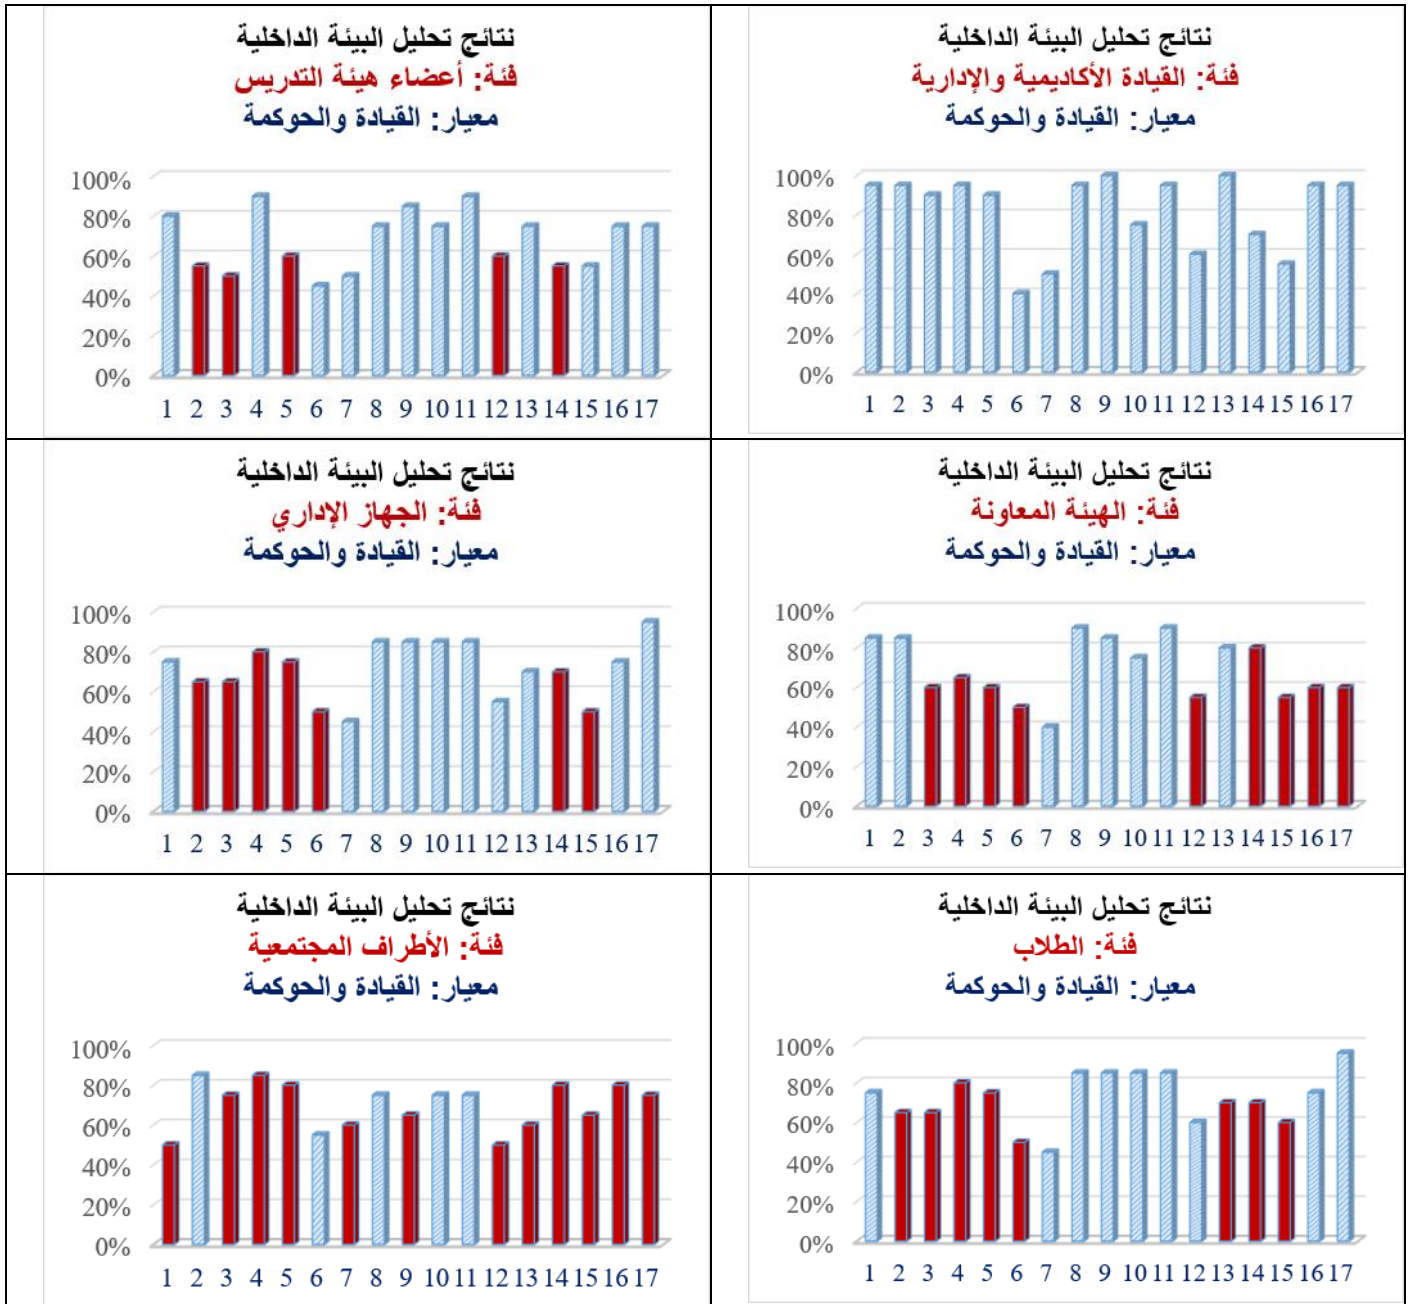 نتائج تحليل البيئة الداخلية
فئة: القيادة الأكاديمية والإدارية
معيار: القيادة والحوكمة
100%
80%
60%
40%
20%
0%
1 2 3 4 5 6 7 8 9 10 11 12 13 14 15 16 17
نتائج تحليل البيئة الداخلية
فئة: أعضاء هيئة التدريس
معيار: القيادة والحوكمة
100%
80%
60%
40%
20%
0%
1 2 3 4 5 6 7 8 9 10 11 12 13 14 15 16 17
نتائج تحليل البيئة الداخلية
فئة: الهيئة المعاونة
معيار: القيادة والحوكمة
100%
80%
60%
40%
20%
0%
1 2 3 4 5 6 7 8 9 10 11 12 13 14 15 16 17
نتائج تحليل البيئة الداخلية
فئة: الجهاز الإداري
معيار: القيادة والحوكمة
100%
80%
60%
40%
20%
0%
1 2 3 4 5 6 7 8 9 10 11 12 13 14 15 16 17
نتائج تحليل البيئة الداخلية
فئة: الطلاب
معيار: القيادة والحوكمة
100%
80%
60%
40%
20%
0%
1 2 3 4 5 6 7 8 9 10 11 12 13 14 15 16 17
نتائج تحليل البيئة الداخلية
فئة: الأطراف المجتمعية
معيار: القيادة والحوكمة
100%
80%
60%
40%
20%
0%
1 2 3 4 5 6 7 8 9 10 11 12 13 14 15 16 17